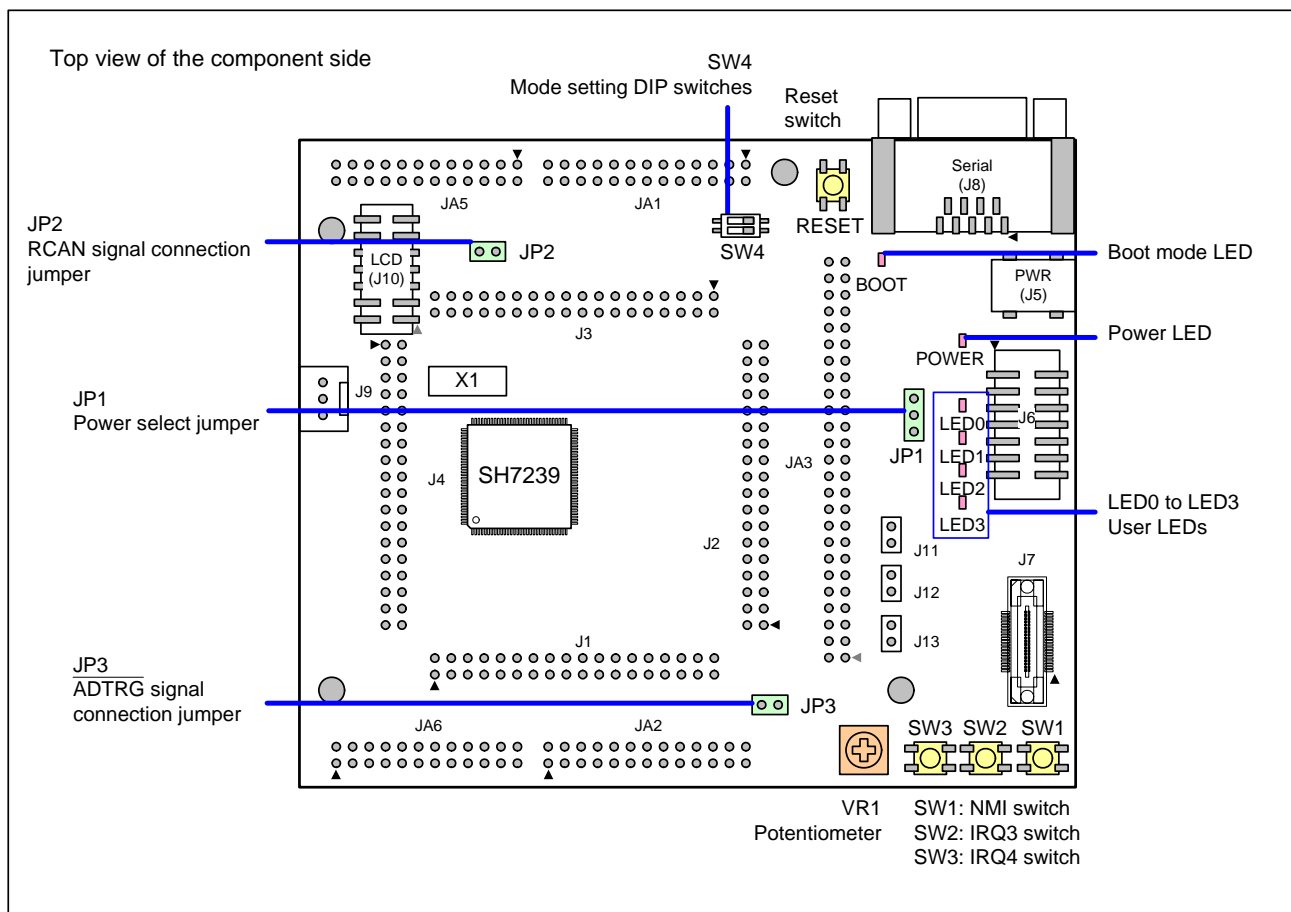 Top view of the component side
SW4
Mode setting DIP switches
Reset
switch
Serial
(J8)
JA5
JA1
RESET
SW4
JP2
RCAN signal connection
jumper
JP2
LCD
(J10)
Boot mode LED
BOOT
PWR
(J5)
J3
Power LED
POWER
X1
J9
JP1
Power select jumper
J6
LED0
JP1
LED1
JA3
J4
SH7239
LED2
LED0 to LED3
User LEDs
LED3
J11
J2
J7
J12
J13
J1
JP3
ADTRG signal
connection jumper
JP3
JA6
JA2
SW3
SW2
SW1
VR1
Potentiometer
SW1: NMI switch
SW2: IRQ3 switch
SW3: IRQ4 switch